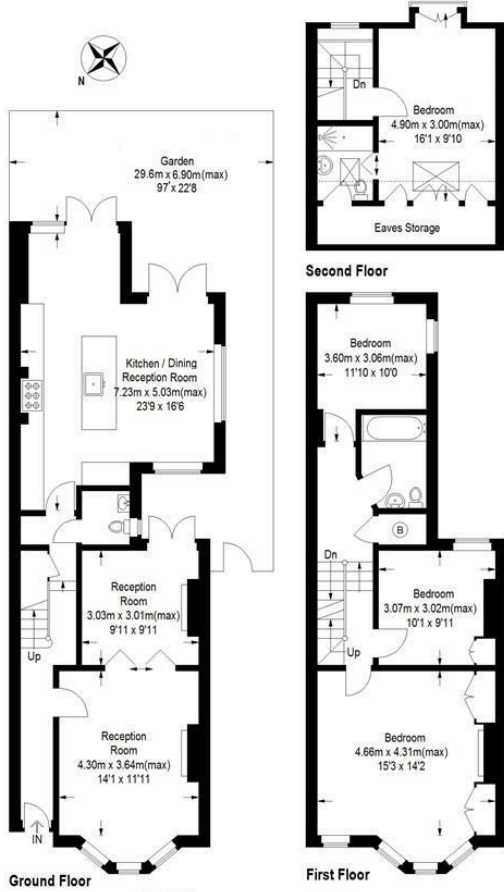 N
Garden
29.6m x 6.90m(max)
97' x 22'8
Kitchen / Dining
Reception Room
7.23m x 5.03m(max)
23'9 x 16'6
Reception
Room
3.03m x 3.01m(max)
9'11 x 9'11
Up
Reception
Room
4.30m x 3.64m(max)
14'1 x 11'11
IN
Ground Floor
Dn
Bedroom
4.90m x 3.00m(max)
16'1 x 9'10
Eaves Storage
Second Floor
Bedroom
3.60m x 3.06m(max)
11'10 x 10'0
B
Dn
Bedroom
3.07m x 3.02m(max)
10'1 x 9'11
Up
Bedroom
4.66m x 4.31m(max)
15'3 x 14'2
First Floor